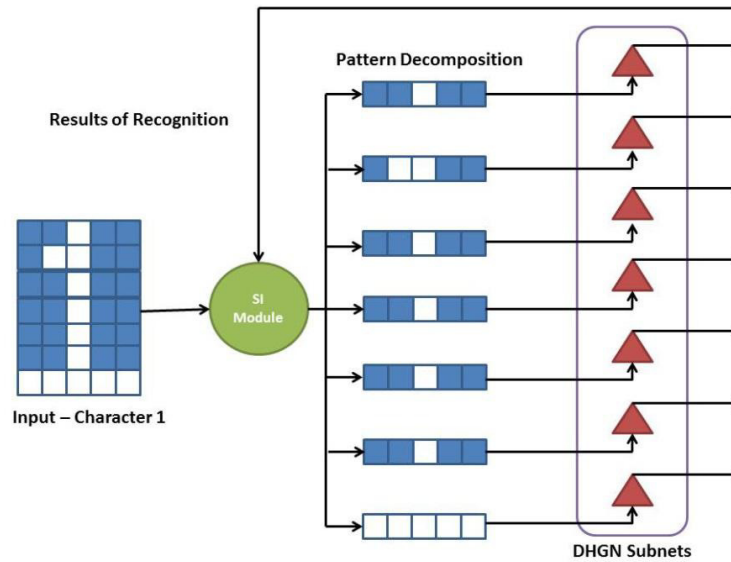 Pattern Decomposition
Results of Recognition
SI
Module
Input – Character 1
DHGN Subnets